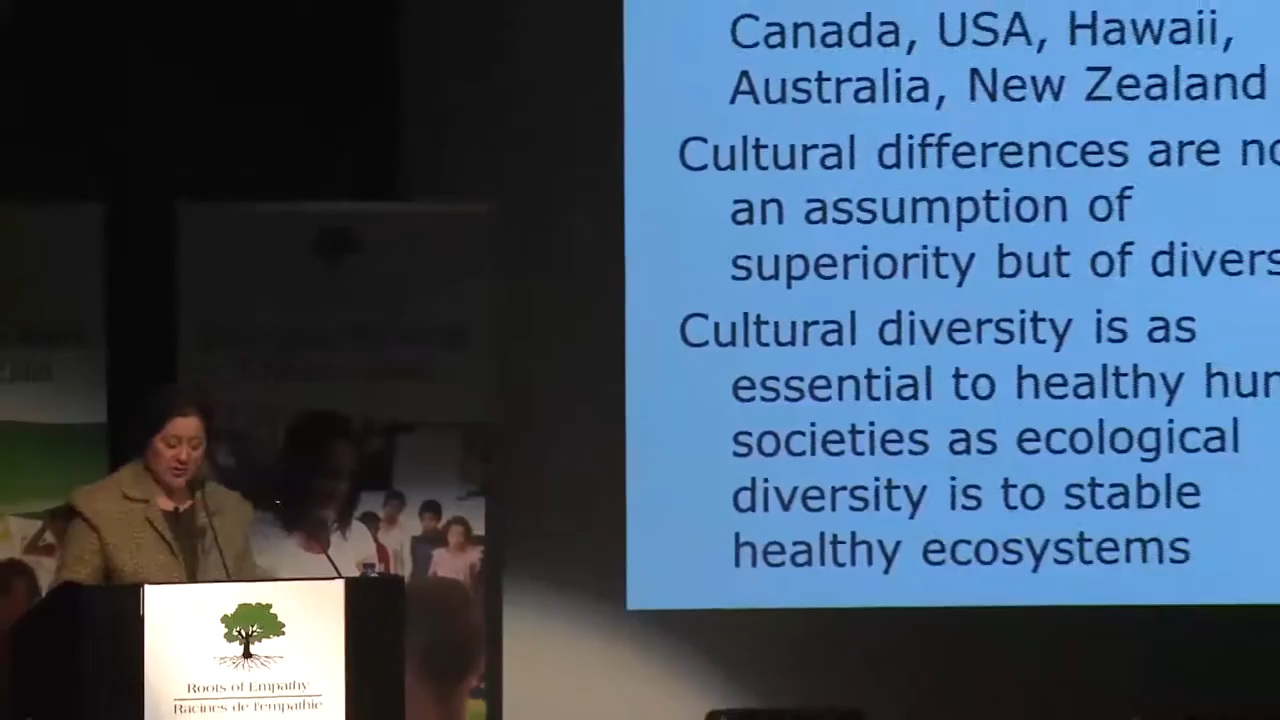 Canada, USA, Hawaii,
Australia, New Zealand
Cultural differences are
an assumption of
superiority but of
Cultural diversity is as
essential to healthy
societies as ecological
diversity is to stable
healthy ecosystems
Roots of Empathy
Racines de l'empathie